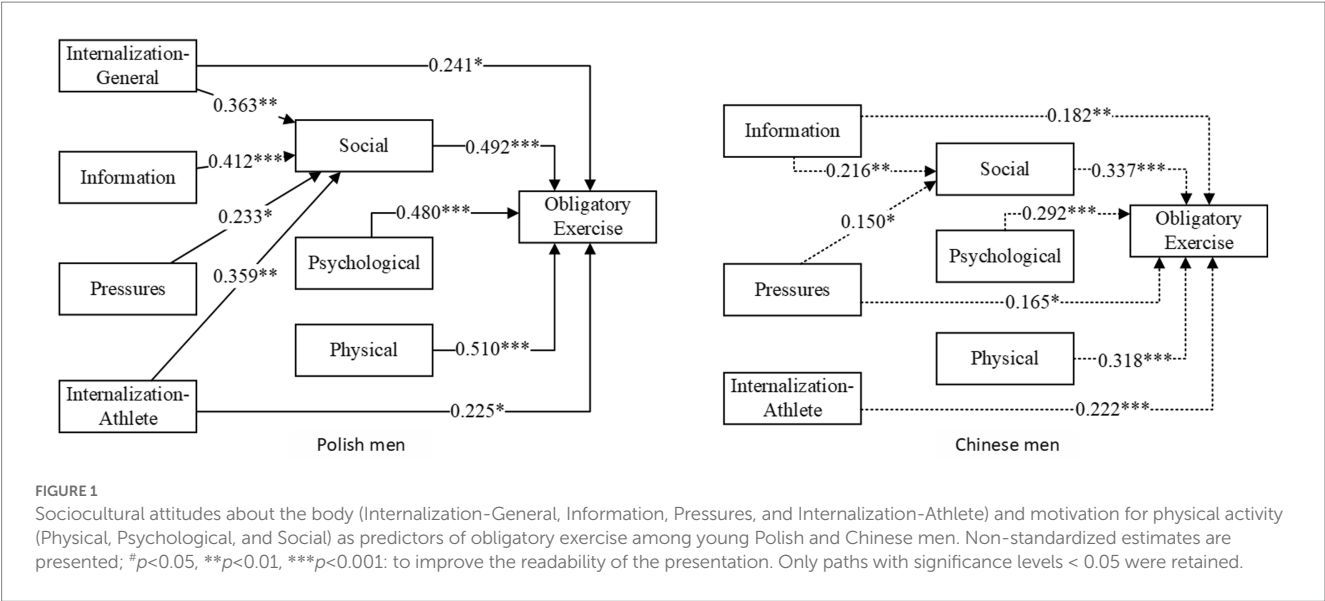 Internalization-
General
0.241*
0.363**
Social
0.492***
Information
0.412***
Obligatory
Exercise
0.233*
0.480***
Psychological
Pressures
0.359**
Physical
0.510***
Internalization-
Athlete
0.225*
Polish men
Information
0.182**
0.216**
Social
0.337***
0.150*
0.292***
Obligatory
Exercise
Psychological
Pressures
0.165*
Physical
0.318***
Internalization-
Athlete
0.222***
Chinese men
FIGURE 1
Sociocultural attitudes about the body (Internalization-General, Information, Pressures, and Internalization-Athlete) and motivation for physical activity
(Physical, Psychological, and Social) as predictors of obligatory exercise among young Polish and Chinese men. Non-standardized estimates are
presented; #p<0.05, **p<0.01, ***p<0.001: to improve the readability of the presentation. Only paths with significance levels < 0.05 were retained.